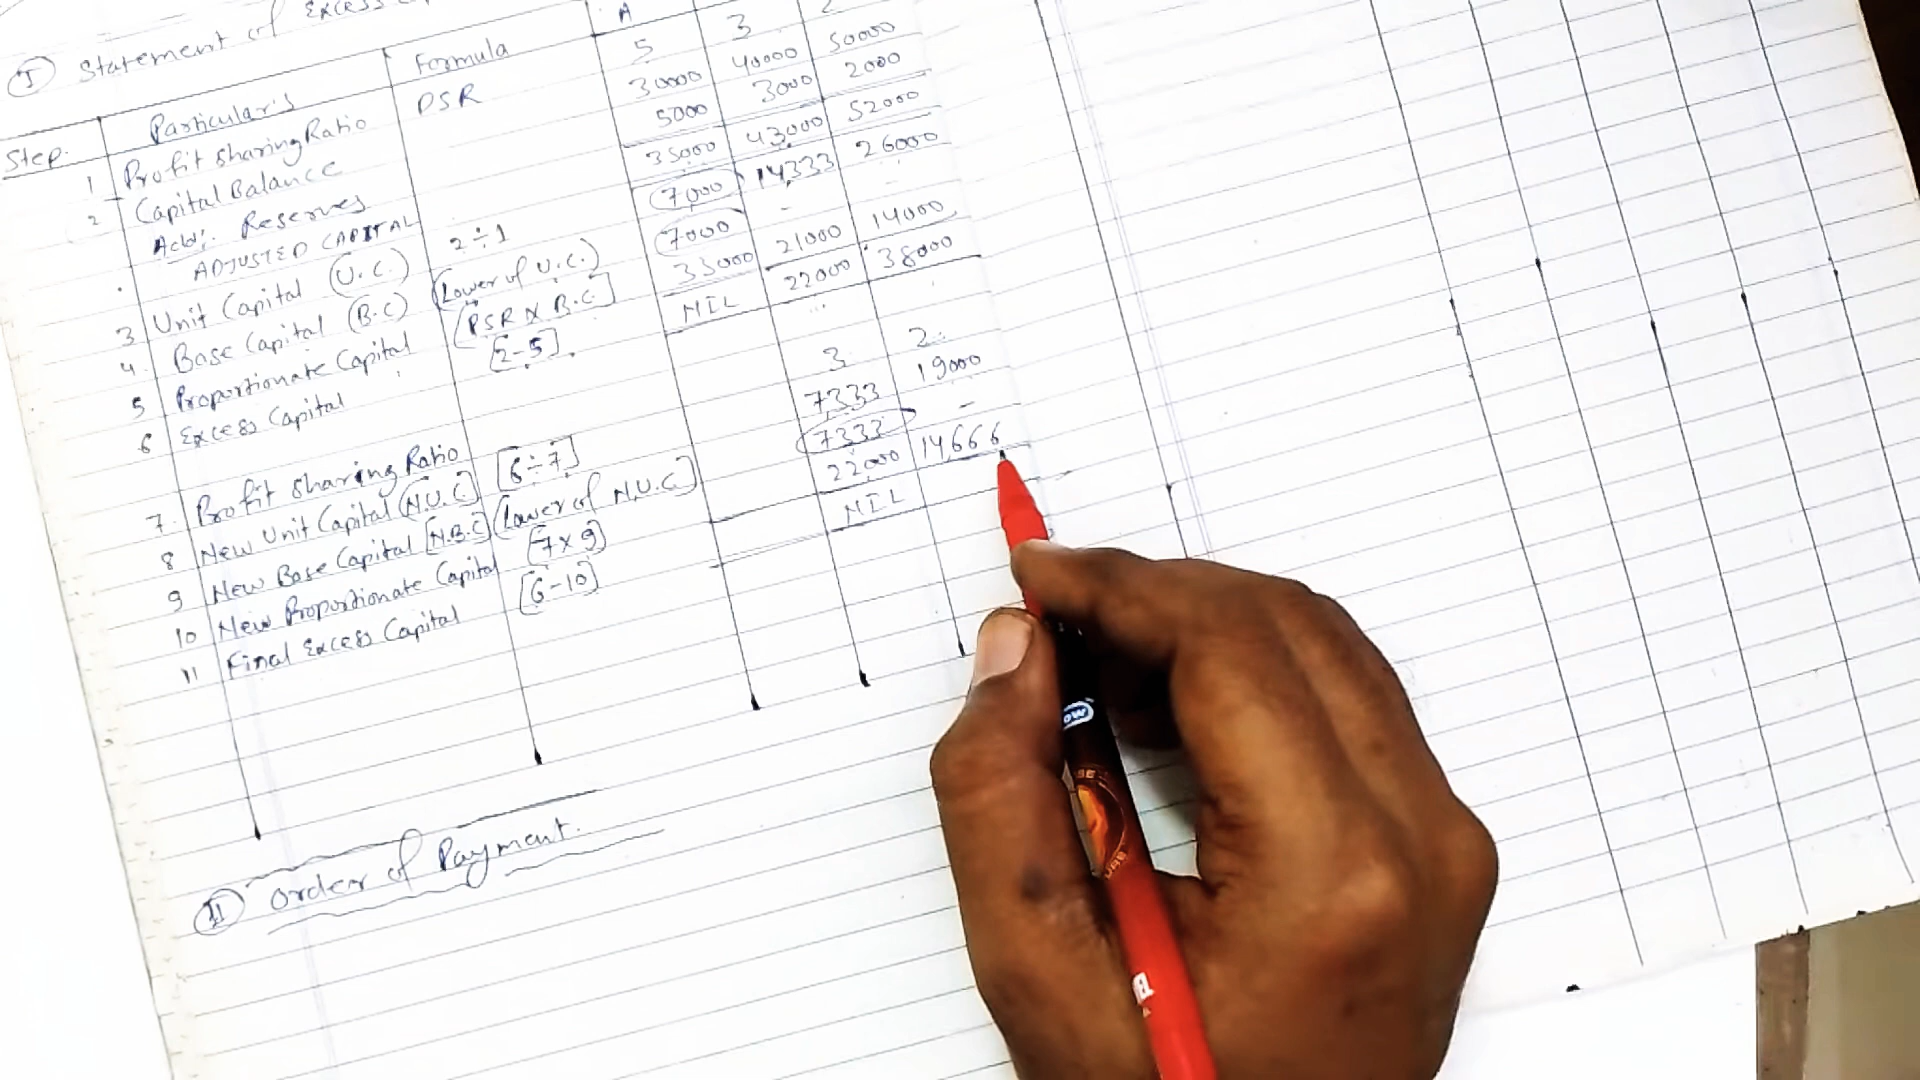 I Statement of Excess
Step. Particulars Formula A
1 Profit Sharing Ratio PSR 5 3 2
2 Capital Balance 30000 40000 50000
Add:- Reserves 5000 3000 2000
ADJUSTED CAPITAL 35000 43000 52000
3 Unit Capital (U.C.) 2÷1 7000 14,333 26000
4. Base Capital (B.C) (Lower of U.C.) 7000 - -
5 Proportionate Capital [PSR X B.C.] 33000 21000 14000
6 Excess Capital [2-5]. NIL 22000 38000
7. Profit Sharing Ratio 3 2
8 New Unit Capital (N.U.C) [6÷7] 7333 19000
9 New Base Capital [N.B.C] (Lower of N.U.C] 7333 -
10 New Proportionate Capital [7x9] 22000 14,666
11 Final Excess Capital [6-10] NIL
II Order of Payment.